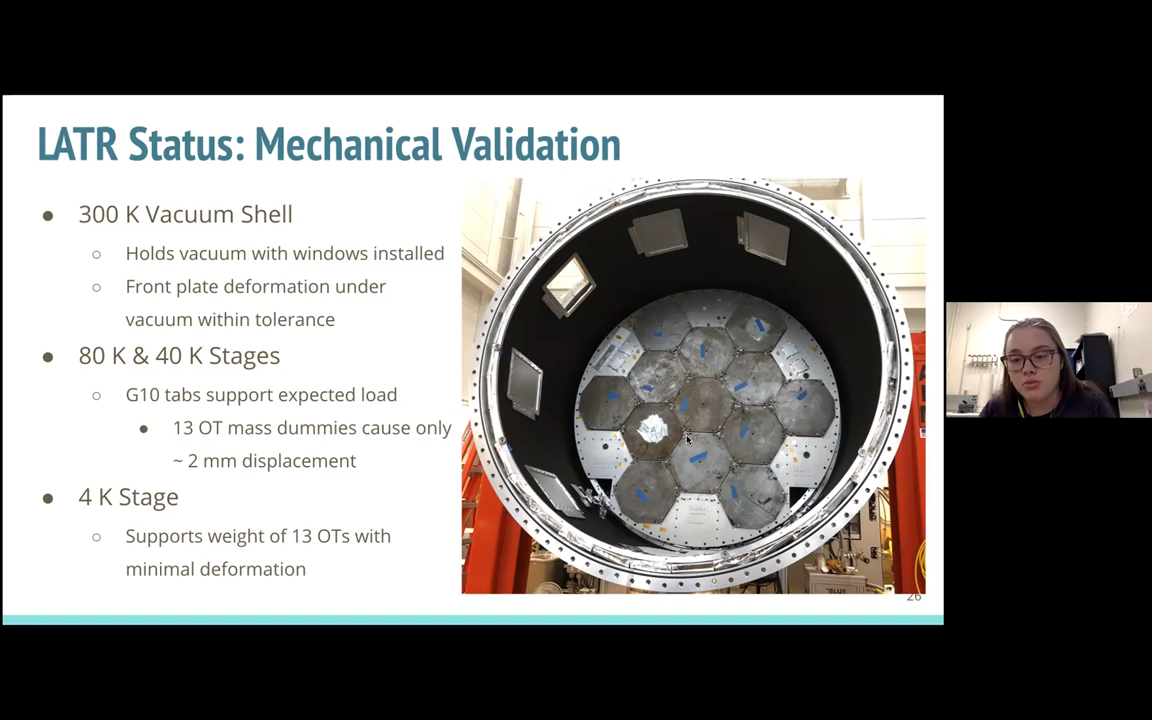 LATR Status: Mechanical Validation
● 300 K Vacuum Shell
○ Holds vacuum with windows installed
○ Front plate deformation under
vacuum within tolerance
● 80 K & 40 K Stages
○ G10 tabs support expected load
● 13 OT mass dummies cause only
~ 2 mm displacement
● 4 K Stage
○ Supports weight of 13 OTs with
minimal deformation
26